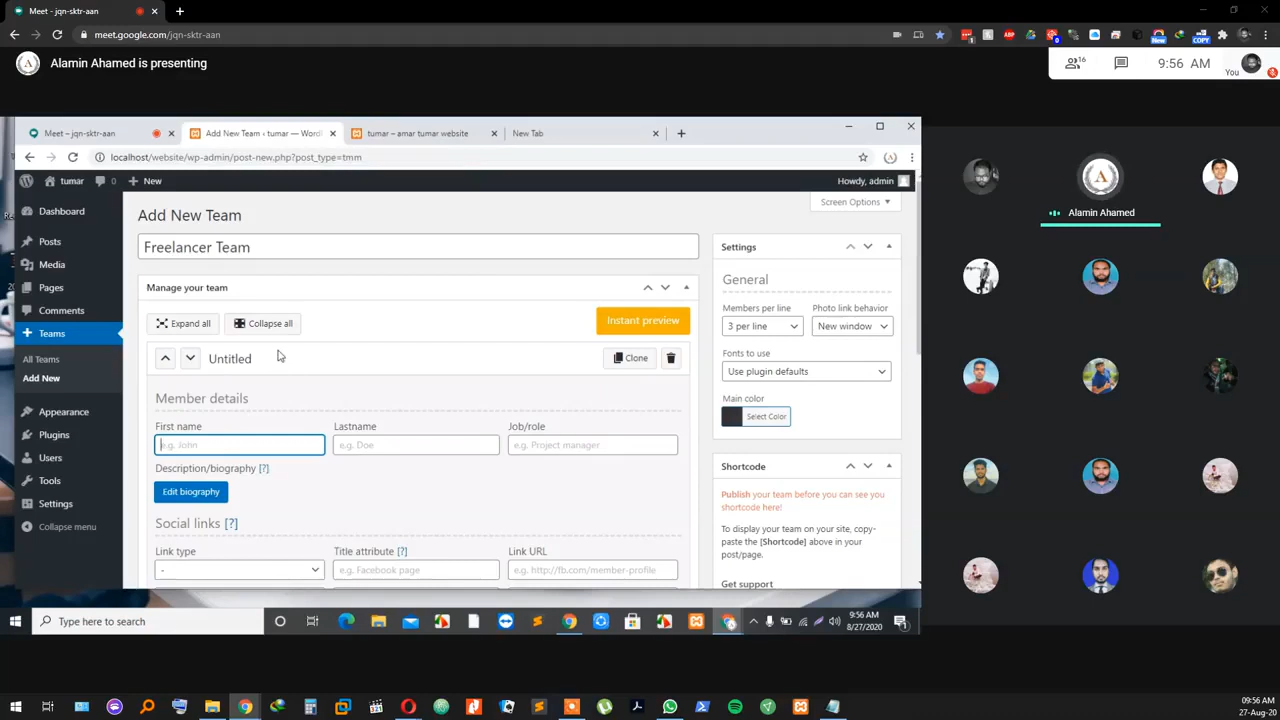 Meet - jqn-sktr-aan
meet.google.com/jqn-sktr-aan
New
COPY
Alamin Ahamed is presenting
16
9:56 AM
You
Meet – jqn-sktr-aan
Add New Team ‹ tumar — WordP
tumar – amar tumar website
New Tab
localhost/website/wp-admin/post-new.php?post_type=tmm
tumar
0
New
Howdy, admin
Screen Options
Dashboard
Posts
Media
Pages
Comments
Teams
All Teams
Add New
Appearance
Plugins
Users
Tools
Settings
Collapse menu
Add New Team
Freelancer Team
Manage your team
Expand all
Collapse all
Instant preview
Untitled
Clone
Member details
First name
Lastname
Job/role
e.g. John
e.g. Doe
e.g. Project manager
Description/biography [?]
Edit biography
Social links [?]
Link type
Title attribute [?]
Link URL
-
e.g. Facebook page
e.g. http://fb.com/member-profile
Settings
General
Members per line
Photo link behavior
3 per line
New window
Fonts to use
Use plugin defaults
Main color
Select Color
Shortcode
Publish your team before you can see you
shortcode here!
To display your team on your site, copy-
paste the [Shortcode] above in your
post/page.
Get support
Alamin Ahamed
Type here to search
9:56 AM
8/27/2020
09:56 AM
27-Aug-20